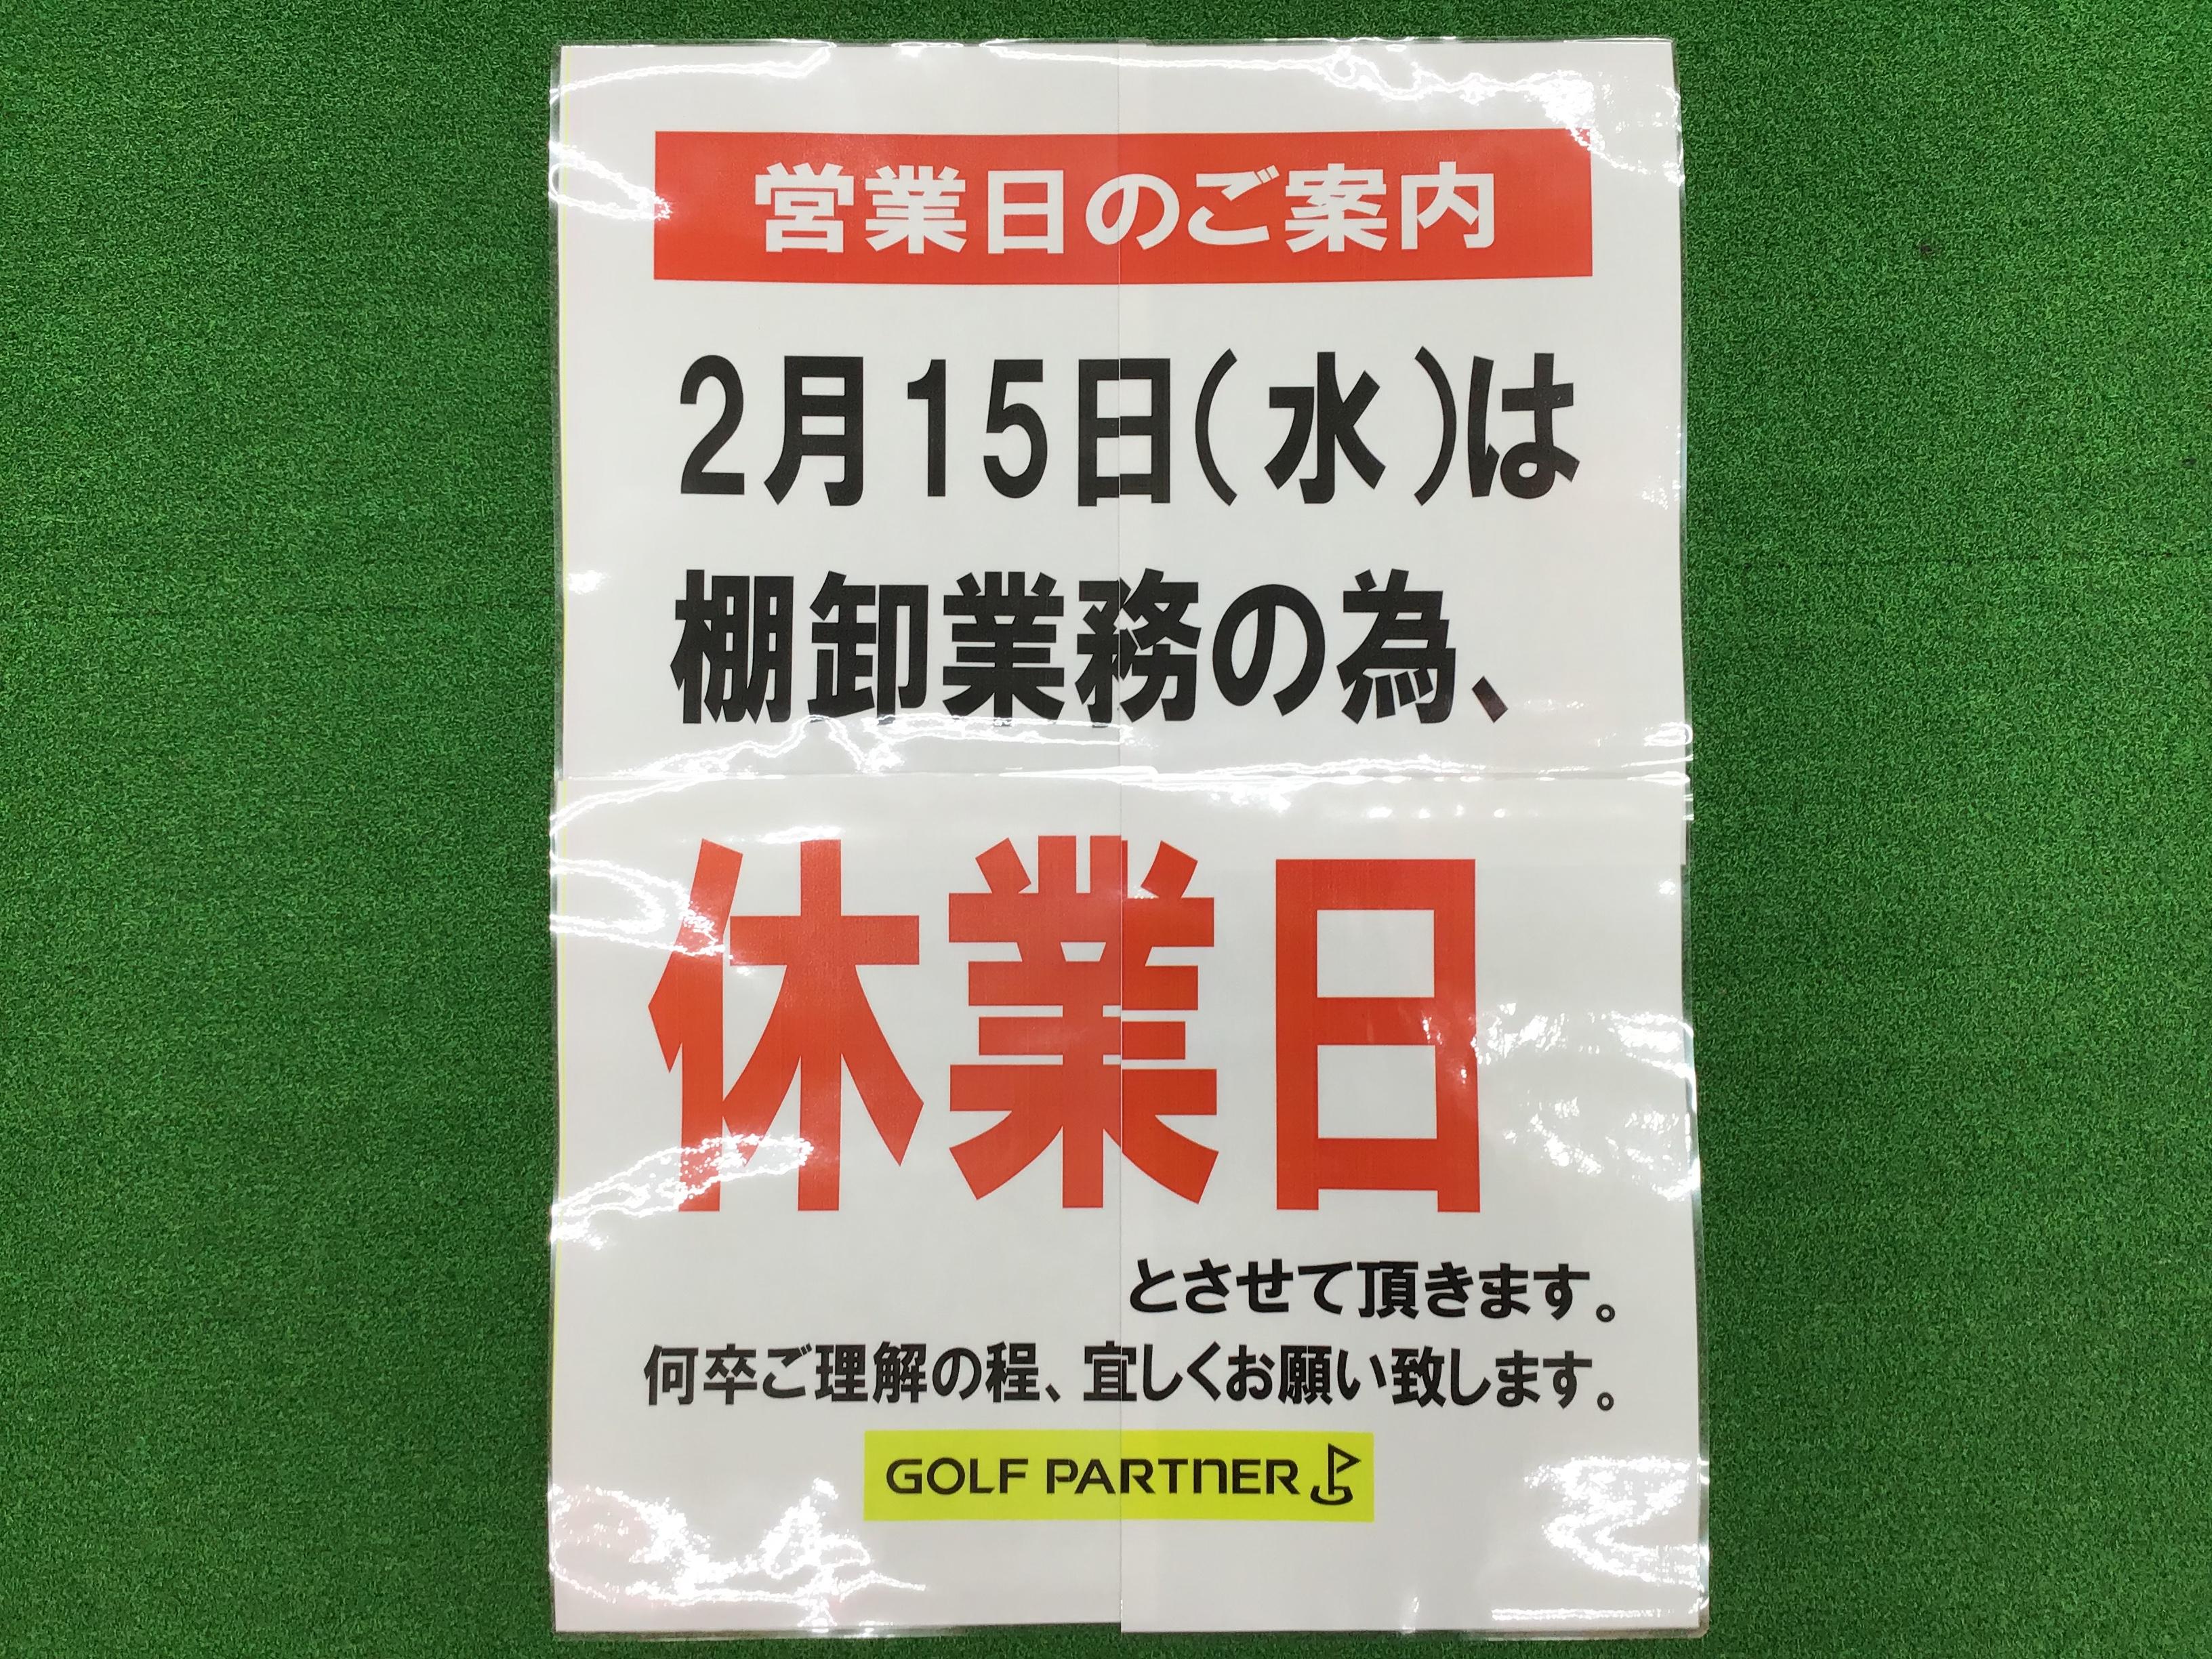 営業日のご案内
2月15日(水)は
棚卸業務の為、
休業日
とさせて頂きます。
何卒ご理解の程、宜しくお願い致します。
GOLF PARTNER